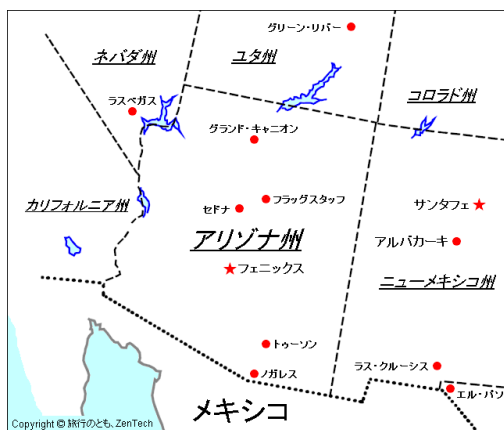 グリーン・リバー
ネバダ州
ユタ州
コロラド州
ラスベガス
グランド・キャニオン
カリフォルニア州
フラッグスタッフ
セドナ
サンタフェ
アリゾナ州
アルバカーキ
フェニックス
ニューメキシコ州
トゥーソン
ラス・クルーシス
ノガレス
エル・パソ
メキシコ
Copyright © 旅行のとも、ZenTech